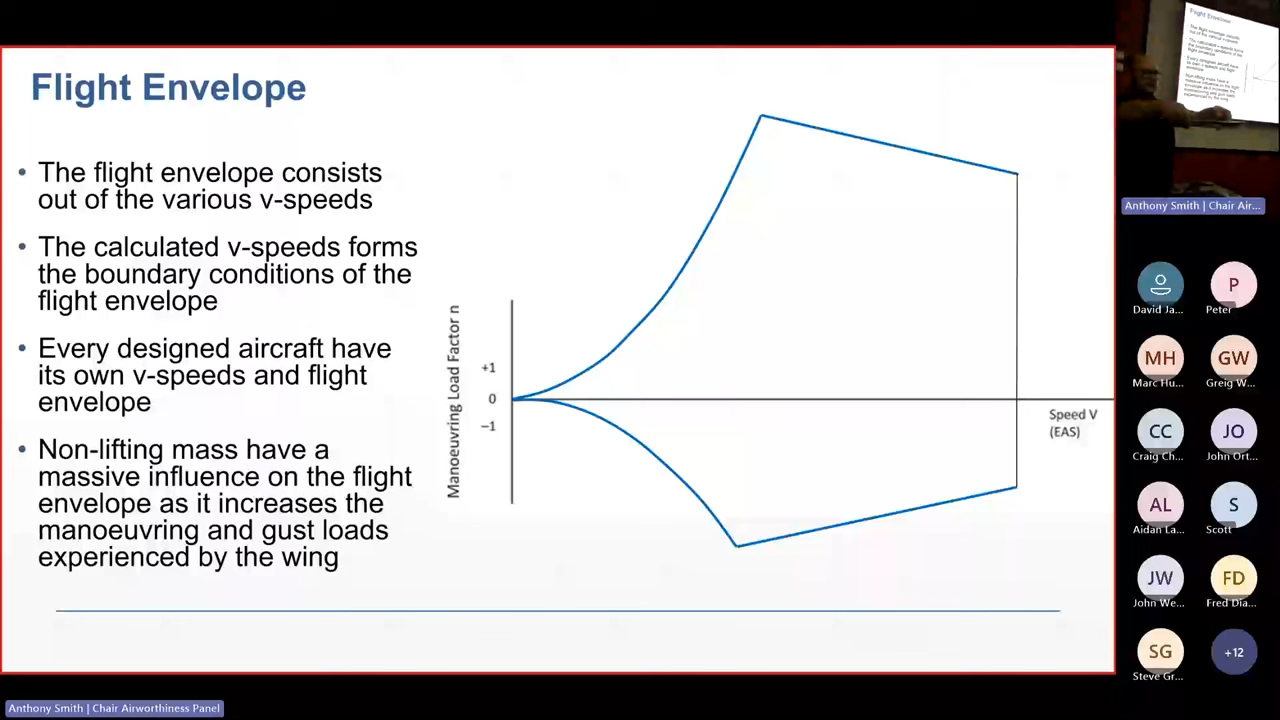 Flight Envelope
• The flight envelope consists
out of the various v-speeds
• The calculated v-speeds forms
the boundary conditions of the
flight envelope
• Every designed aircraft have
its own v-speeds and flight
envelope
• Non-lifting mass have a
massive influence on the flight
envelope as it increases the
manoeuvring and gust loads
experienced by the wing
Manoeuvring Load Factor n
+1
0
–1
Speed V
(EAS)
Anthony Smith | Chair Airworthiness Panel
Flight Envelope
Anthony Smith | Chair Air...
David Ja...
P
Peter
MH
Marc Hu...
GW
Greig W...
CC
Craig Ch...
JO
John Ort...
AL
Aidan La...
S
Scott
JW
John We...
FD
Fred Dia...
SG
Steve Gr...
+12